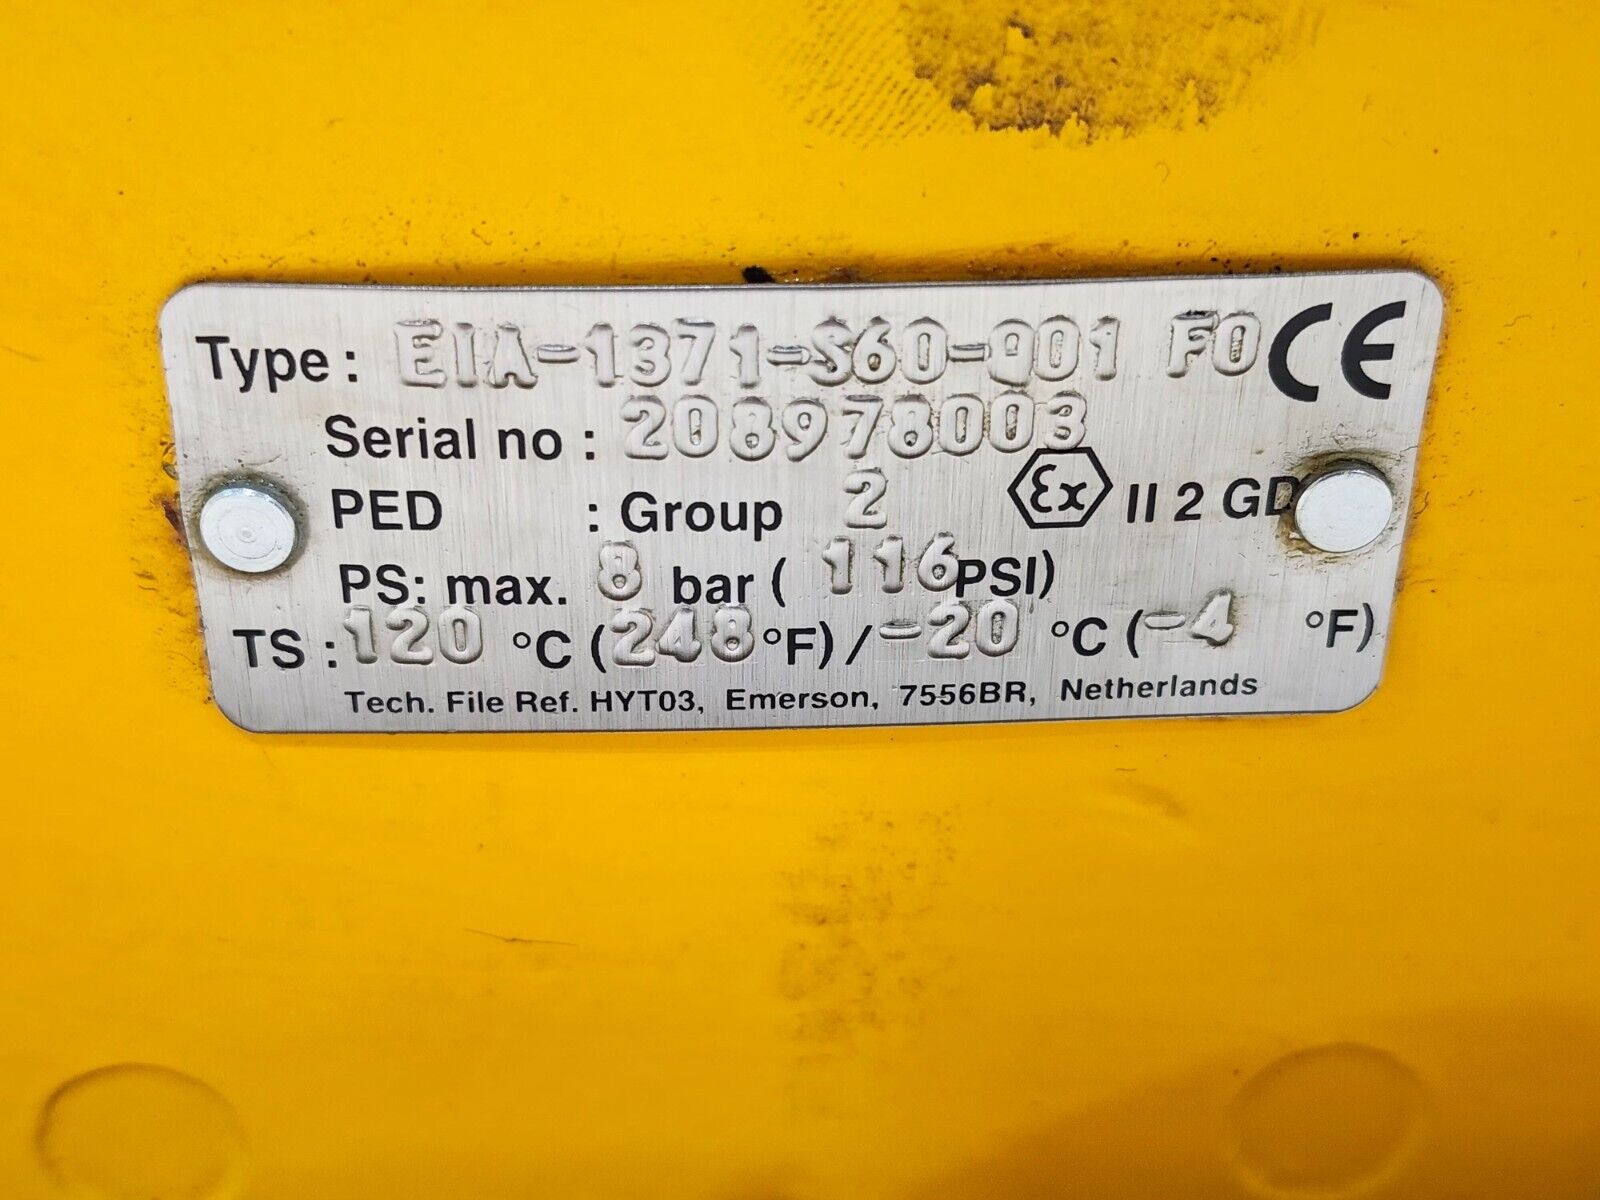 Type : EIA-1371-S60-Q01 F0 CE
Serial no : 208978003
PED : Group 2 Ex II 2 GD
PS: max. 8 bar ( 116 PSI)
TS : 120 °C (248 °F) / -20 °C (-4 °F)
Tech. File Ref. HYT03, Emerson, 7556BR, Netherlands